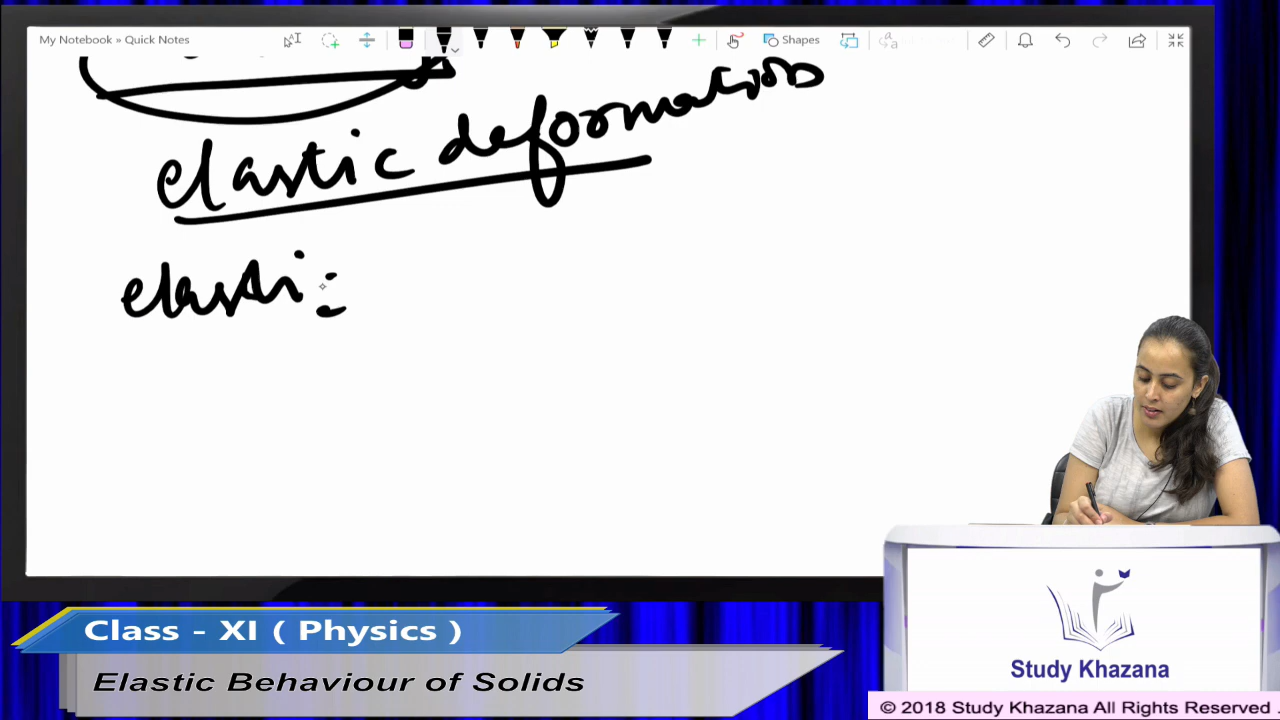 My Notebook » Quick Notes
Shapes
elastic deformation
elasti
Class - XI ( Physics )
Elastic Behaviour of Solids
Study Khazana
© 2018 Study Khazana All Rights Reserved .